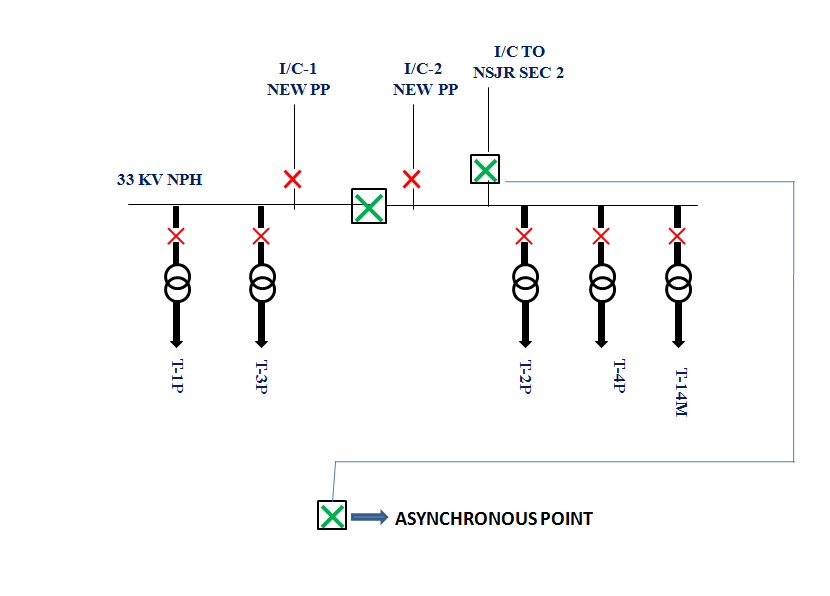 I/C TO
NSJR SEC 2
I/C-1
NEW PP
I/C-2
NEW PP
33 KV NPH
T-1P
T-3P
T-2P
T-4P
T-14M
ASYNCHRONOUS POINT